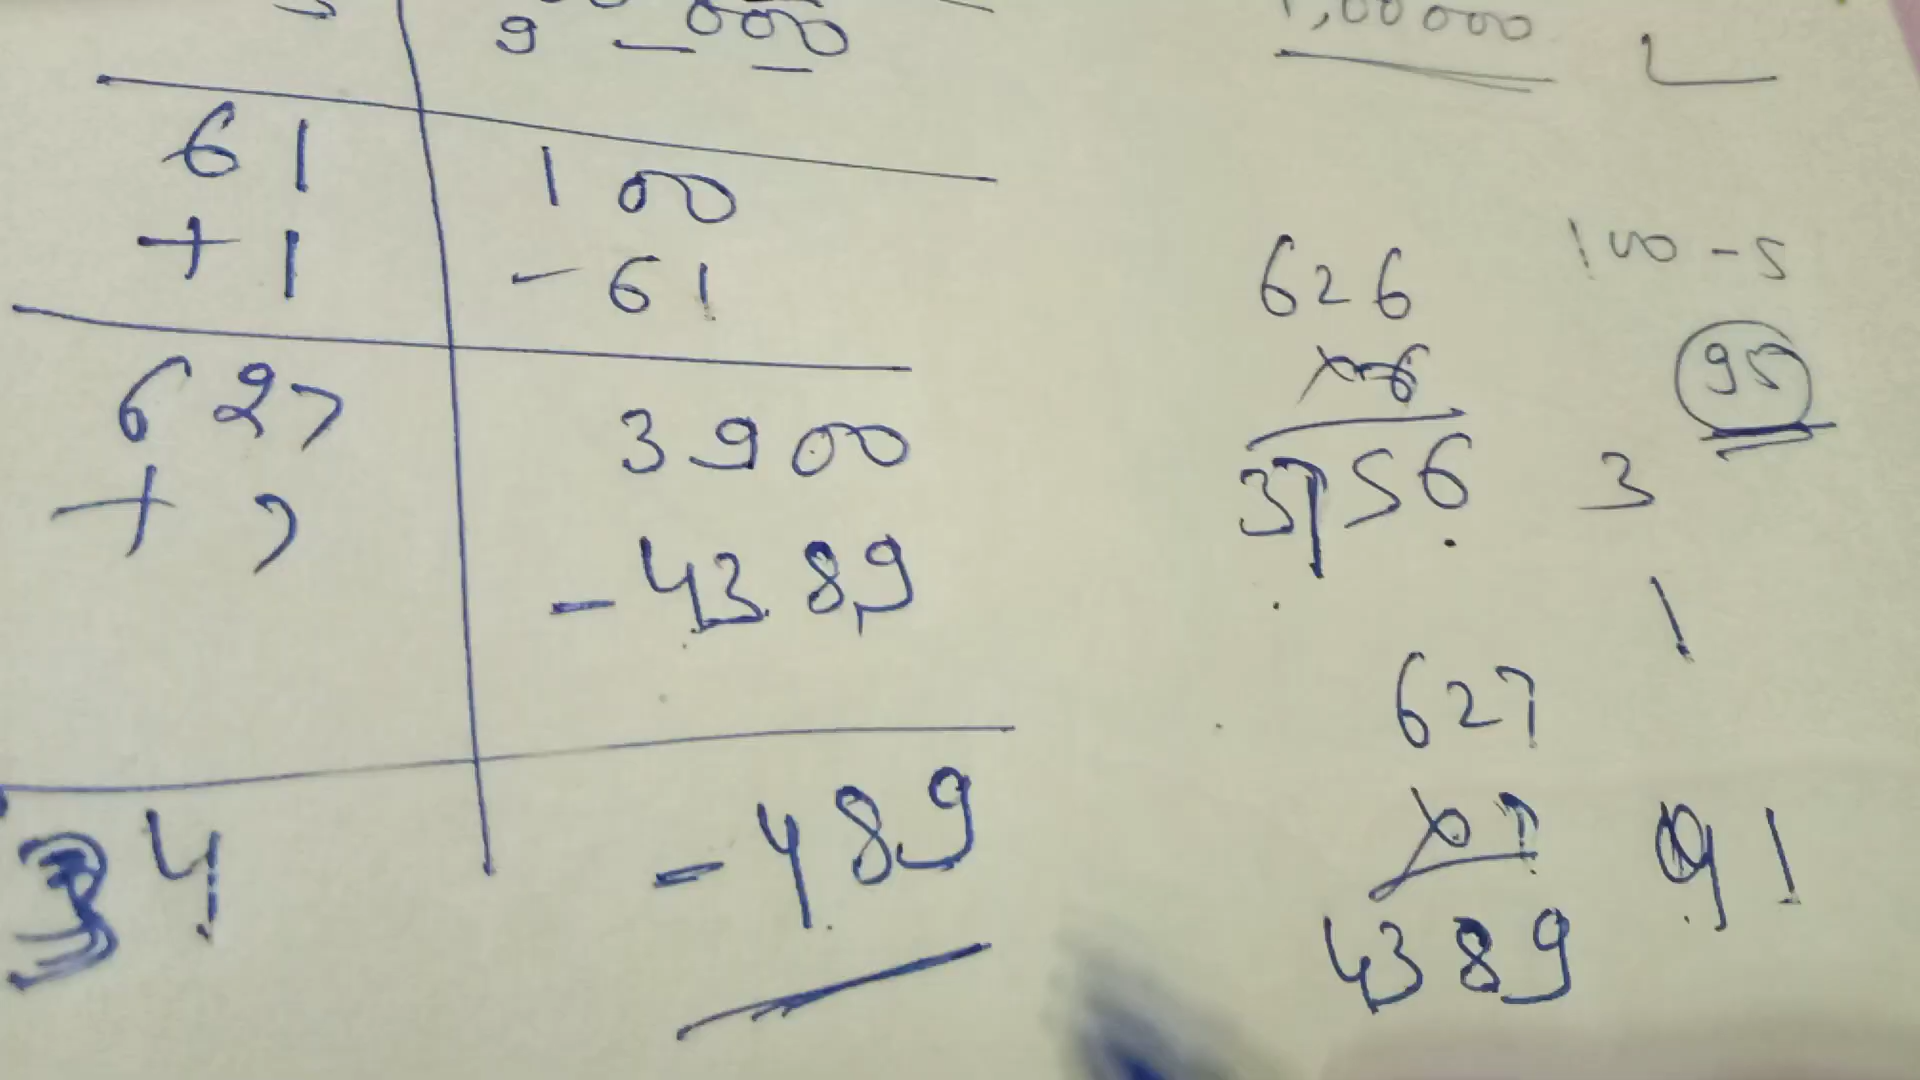 9 000
1,00000
61 100
+ 1 - 61
627 3900
+ 7 - 4389
34 - 489
626 100 - 5
×6 95
3756 3
1
627
×7 91
4389